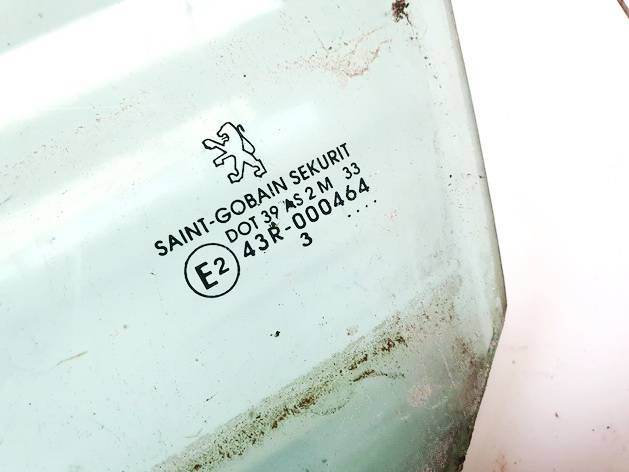 SAINT-GOBAIN SEKURIT
DOT 39 AS 2 M 33
E2 43R-000464
3 ....